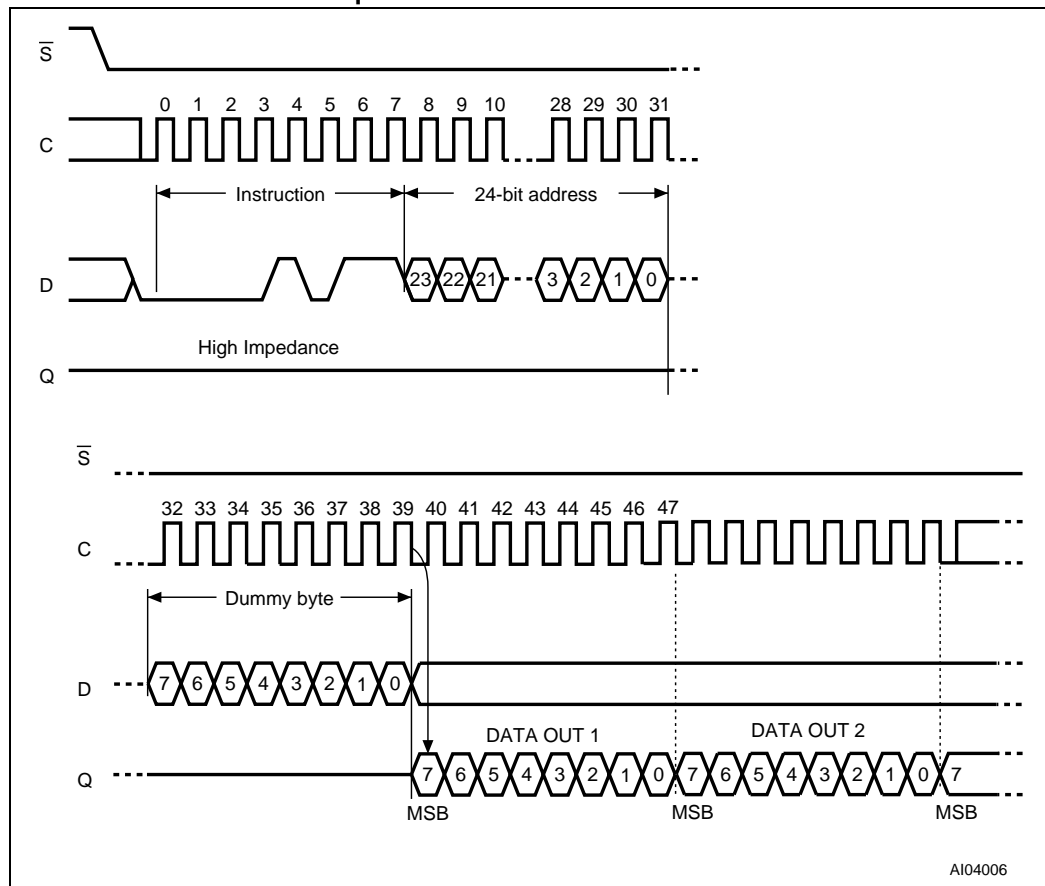 S
0 1 2 3 4 5 6 7 8 9 10 28 29 30 31
C
Instruction 24-bit address
D 23 22 21 3 2 1 0
High Impedance
Q
S
32 33 34 35 36 37 38 39 40 41 42 43 44 45 46 47
C
Dummy byte
D 7 6 5 4 3 2 1 0
DATA OUT 1 DATA OUT 2
Q 7 6 5 4 3 2 1 0 7 6 5 4 3 2 1 0 7
MSB MSB MSB
AI04006